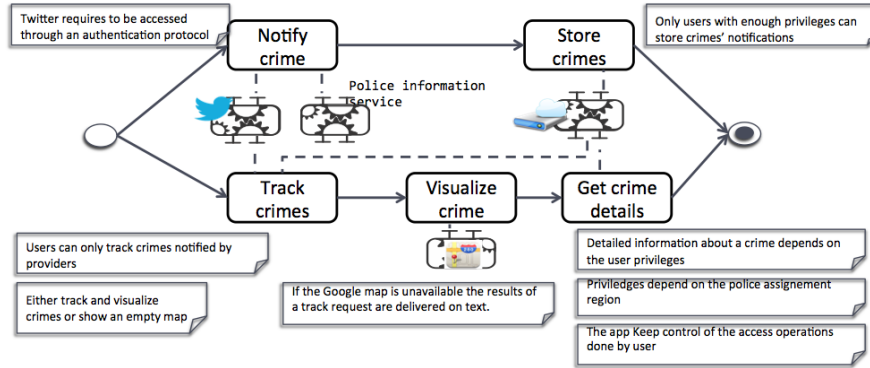 Twitter requires to be accessed
through an authentication protocol
Notify
crime
Store
crimes
Only users with enough privileges can
store crimes’ notifications
Police information
service
Track
crimes
Visualize
crime
Get crime
details
Users can only track crimes notified by
providers
Either track and visualize
crimes or show an empty map
If the Google map is unavailable the results of
a track request are delivered on text.
Detailed information about a crime depends on
the user privileges
Priviledges depend on the police assignement
region
The app Keep control of the access operations
done by user